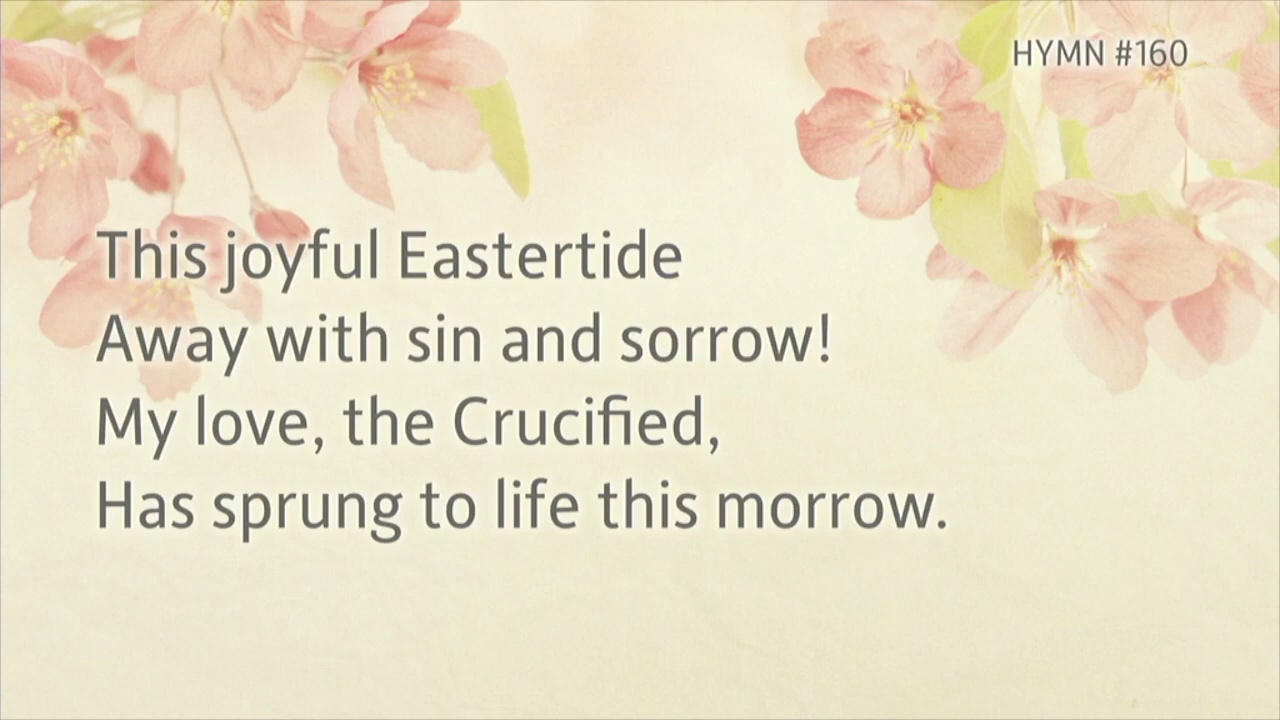 HYMN #160
This joyful Eastertide
Away with sin and sorrow!
My love, the Crucified,
Has sprung to life this morrow.